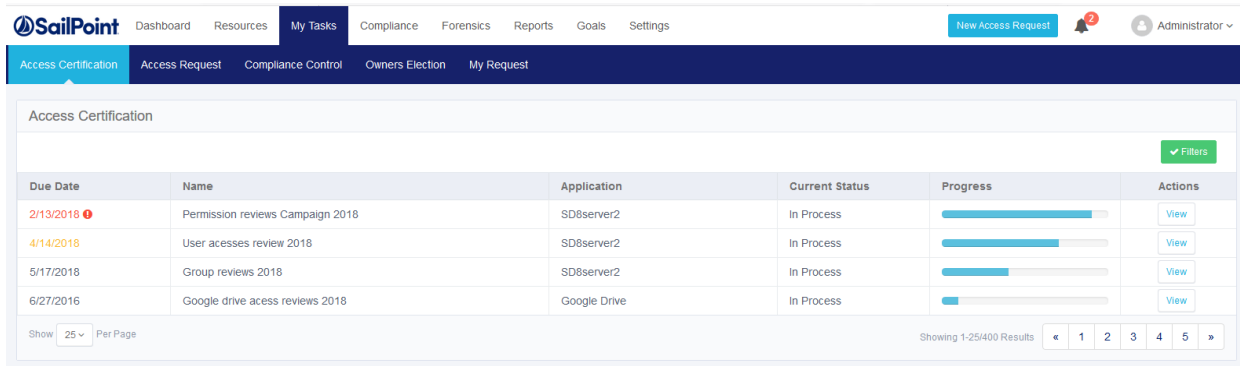 SailPoint Dashboard Resources My Tasks Compliance Forensics Reports Goals Settings New Access Request 2 Administrator
Access Certification Access Request Compliance Control Owners Election My Request
Access Certification
Filters
Due Date Name Application Current Status Progress Actions
2/13/2018 Permission reviews Campaign 2018 SD8server2 In Process View
4/14/2018 User acesses review 2018 SD8server2 In Process View
5/17/2018 Group reviews 2018 SD8server2 In Process View
6/27/2016 Google drive acess reviews 2018 Google Drive In Process View
Show 25 Per Page Showing 1-25/400 Results « 1 2 3 4 5 »